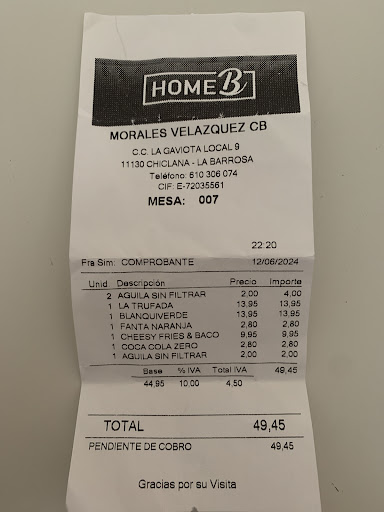 HOME B
MORALES VELAZQUEZ CB
C.C. LA GAVIOTA LOCAL 9
11130 CHICLANA - LA BARROSA
Teléfono: 610 306 074
CIF: E-72035561
MESA: 007
22:20
Fra Sim: COMPROBANTE 12/06/2024
Unid Descripción Precio Importe
2 AGUILA SIN FILTRAR 2,00 4,00
1 LA TRUFADA 13,95 13,95
1 BLANQUIVERDE 13,95 13,95
1 FANTA NARANJA 2,80 2,80
1 CHEESY FRIES & BACO 9,95 9,95
1 COCA COLA ZERO 2,80 2,80
1 AGUILA SIN FILTRAR 2,00 2,00
Base % IVA Total IVA 49,45
44,95 10,00 4,50
TOTAL 49,45
PENDIENTE DE COBRO 49,45
Gracias por su Visita